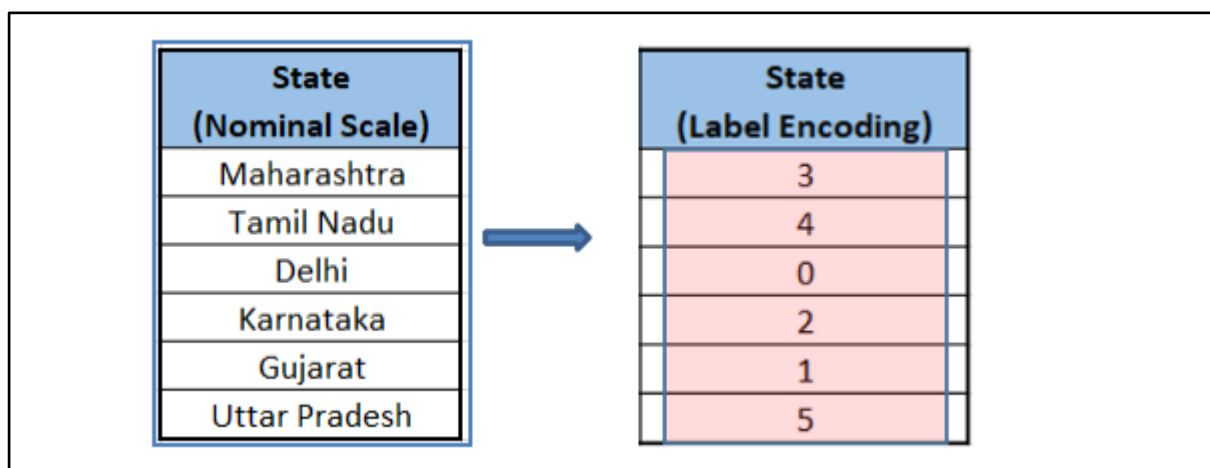 State
(Nominal Scale)
Maharashtra
Tamil Nadu
Delhi
Karnataka
Gujarat
Uttar Pradesh
State
(Label Encoding)
3
4
0
2
1
5